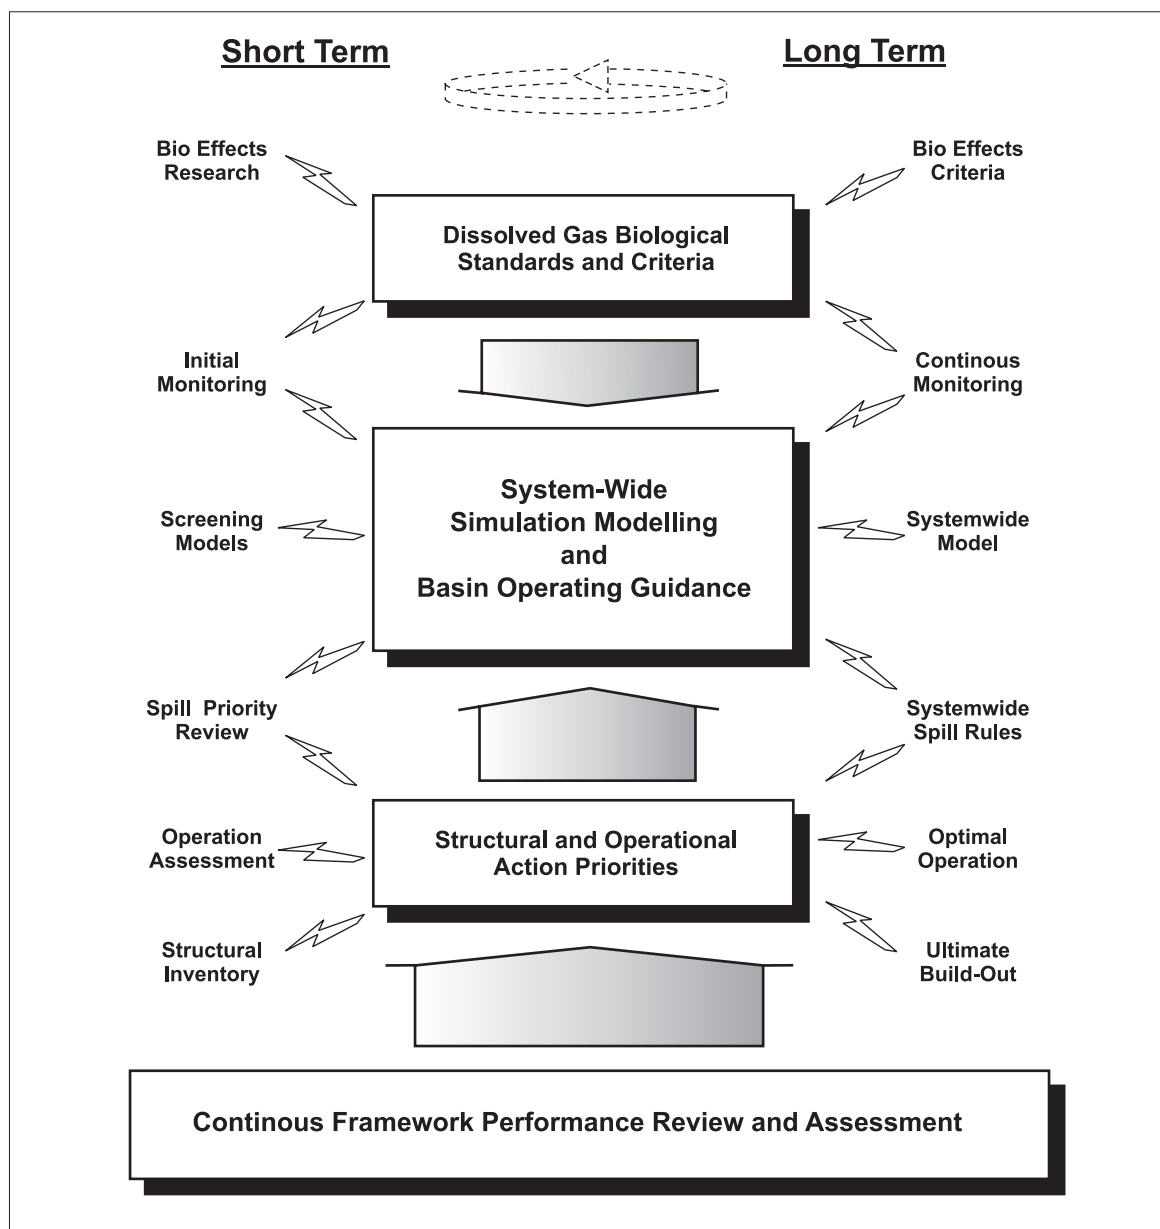 Short Term
Long Term
Bio Effects
Research
Bio Effects
Criteria
Dissolved Gas Biological
Standards and Criteria
Initial
Monitoring
Continous
Monitoring
System-Wide
Simulation Modelling
and
Basin Operating Guidance
Screening
Models
Systemwide
Model
Spill Priority
Review
Systemwide
Spill Rules
Structural and Operational
Action Priorities
Operation
Assessment
Optimal
Operation
Structural
Inventory
Ultimate
Build-Out
Continous Framework Performance Review and Assessment